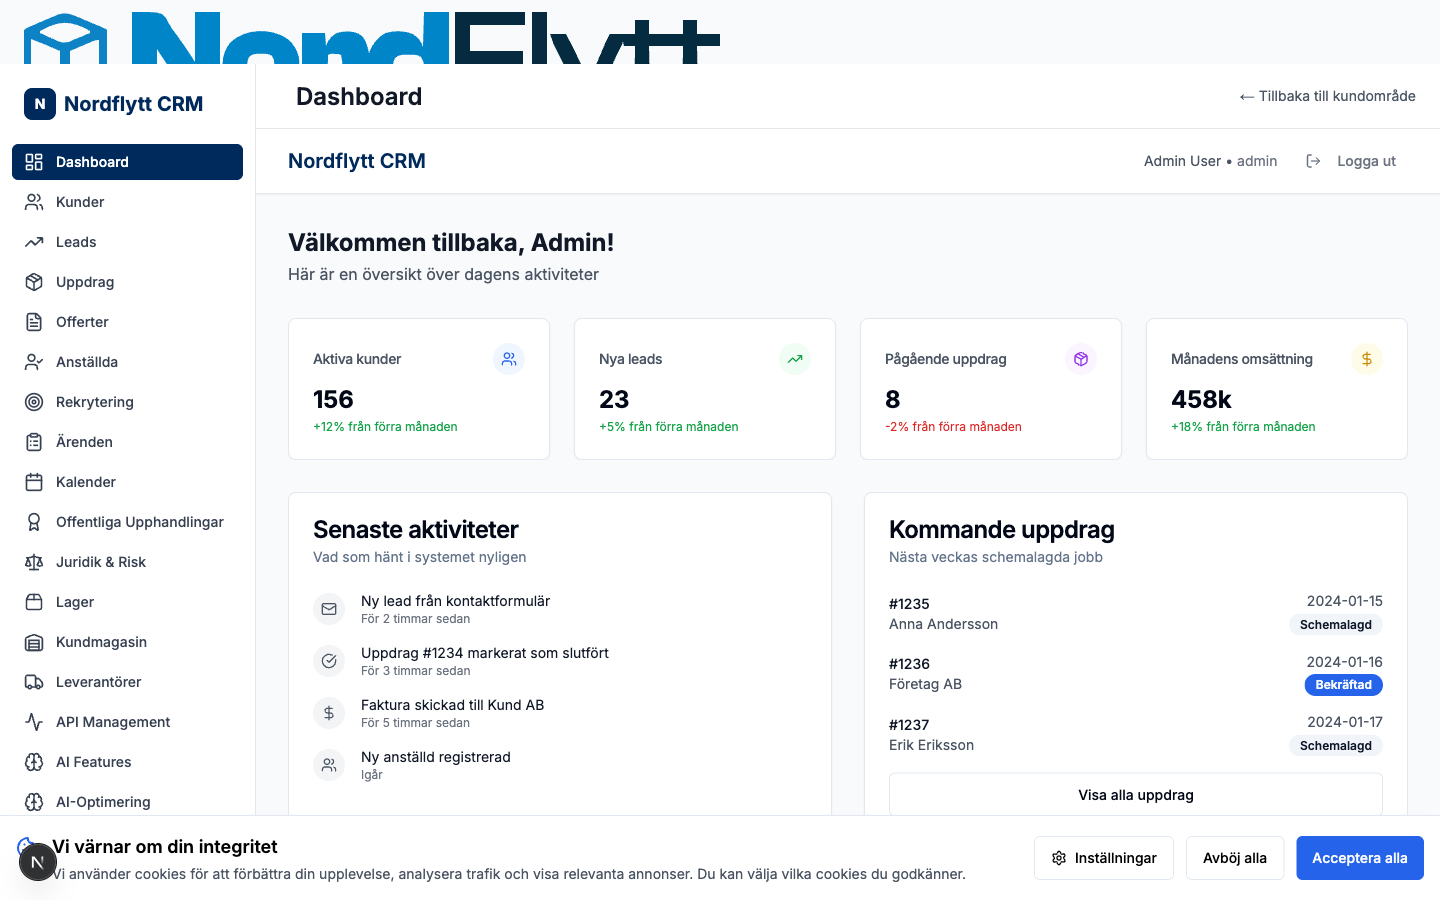 NordFlytt
N Nordflytt CRM
Dashboard
← Tillbaka till kundområde
Dashboard
Kunder
Leads
Uppdrag
Offerter
Anställda
Rekrytering
Ärenden
Kalender
Offentliga Upphandlingar
Juridik & Risk
Lager
Kundmagasin
Leverantörer
API Management
AI Features
AI-Optimering
Nordflytt CRM
Admin User • admin
Logga ut
Välkommen tillbaka, Admin!
Här är en översikt över dagens aktiviteter
Aktiva kunder
156
+12% från förra månaden
Nya leads
23
+5% från förra månaden
Pågående uppdrag
8
-2% från förra månaden
Månadens omsättning
458k
+18% från förra månaden
Senaste aktiviteter
Vad som hänt i systemet nyligen
Ny lead från kontaktformulär
För 2 timmar sedan
Uppdrag #1234 markerat som slutfört
För 3 timmar sedan
Faktura skickad till Kund AB
För 5 timmar sedan
Ny anställd registrerad
Igår
Kommande uppdrag
Nästa veckas schemalagda jobb
#1235
Anna Andersson
2024-01-15
Schemalagd
#1236
Företag AB
2024-01-16
Bekräftad
#1237
Erik Eriksson
2024-01-17
Schemalagd
Visa alla uppdrag
Vi värnar om din integritet
Vi använder cookies för att förbättra din upplevelse, analysera trafik och visa relevanta annonser. Du kan välja vilka cookies du godkänner.
N
Inställningar
Avböj alla
Acceptera alla